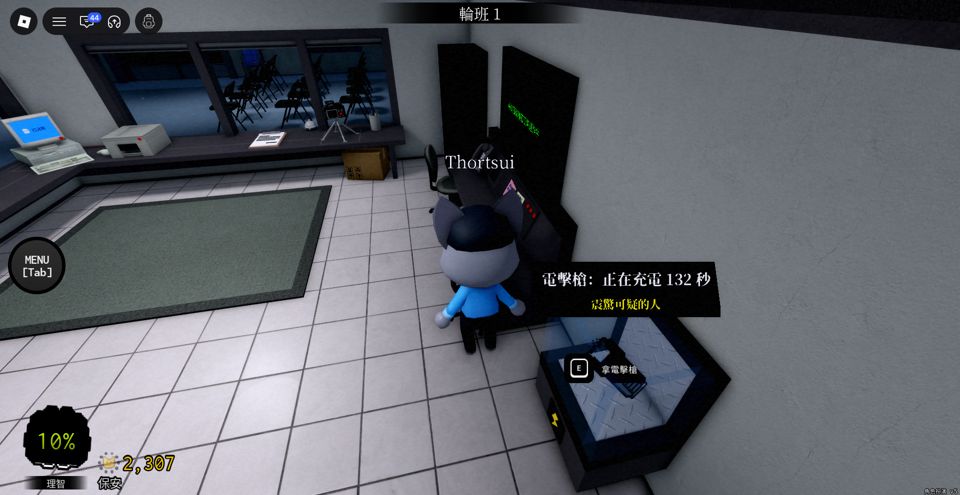 44
輪班 1
Thortsui
MENU
[Tab]
電擊槍: 正在充電 132 秒
震驚可疑的人
E
拿電擊槍
10%
理智
2,307
保安